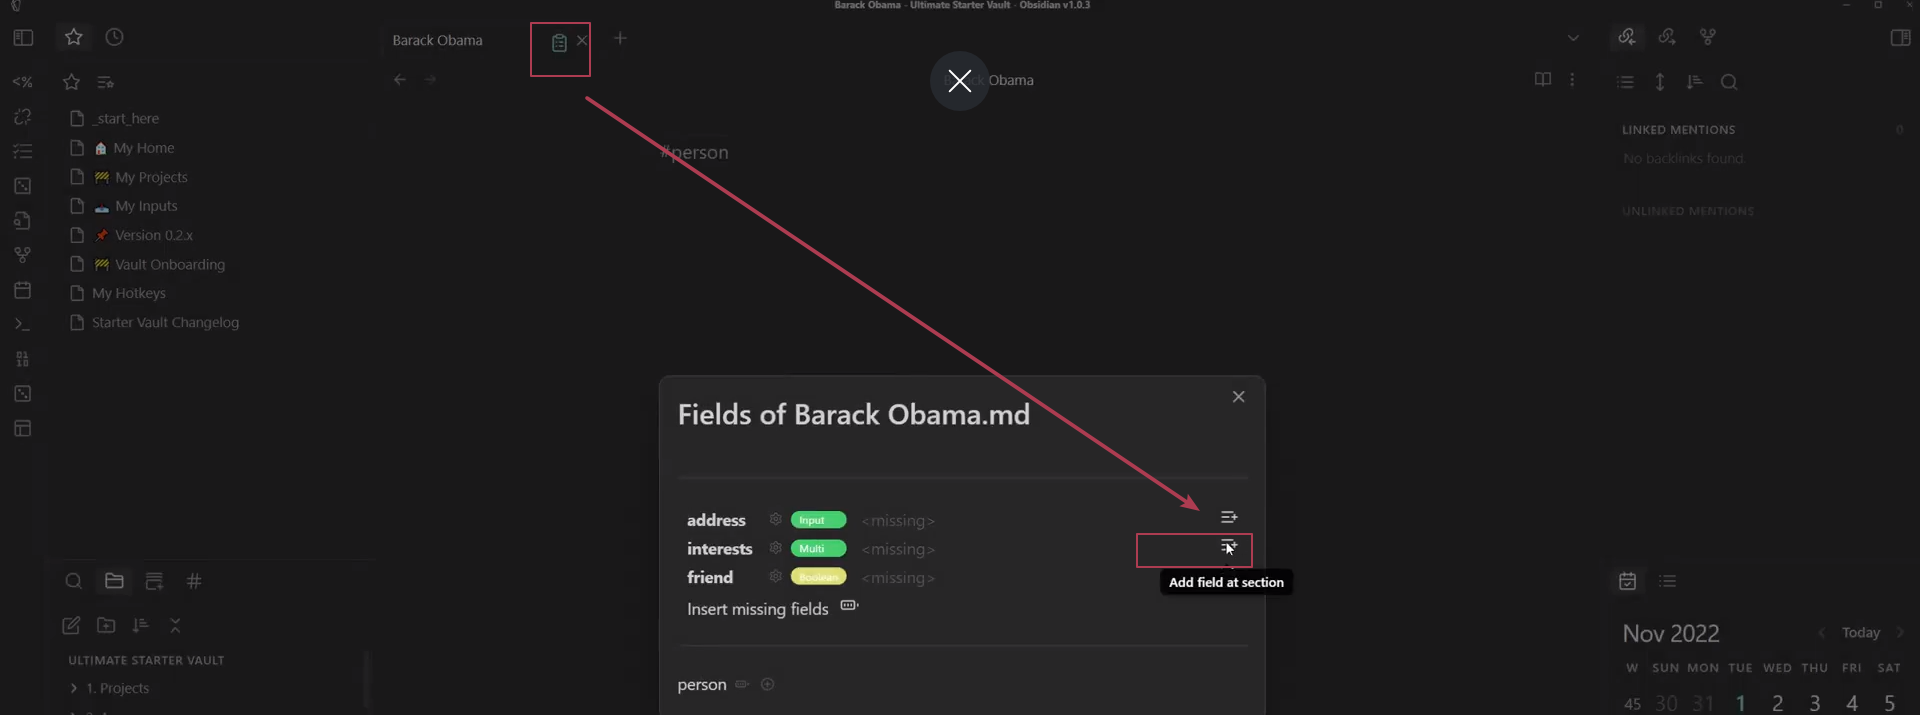 Barack Obama - Ultimate Starter Vault - Obsidian v1.0.3
Barack Obama
Obama
<%
_start_here
My Home
My Projects
My Inputs
Version 0.2.x
Vault Onboarding
My Hotkeys
Starter Vault Changelog
#person
LINKED MENTIONS 0
No backlinks found
UNLINKED MENTIONS
Fields of Barack Obama.md
address Input <missing>
interests Multi <missing>
friend Boolean <missing>
Add field at section
Insert missing fields
person
ULTIMATE STARTER VAULT
1. Projects
Nov 2022 Today
W SUN MON TUE WED THU FRI SAT
45 30 31 1 2 3 4 5